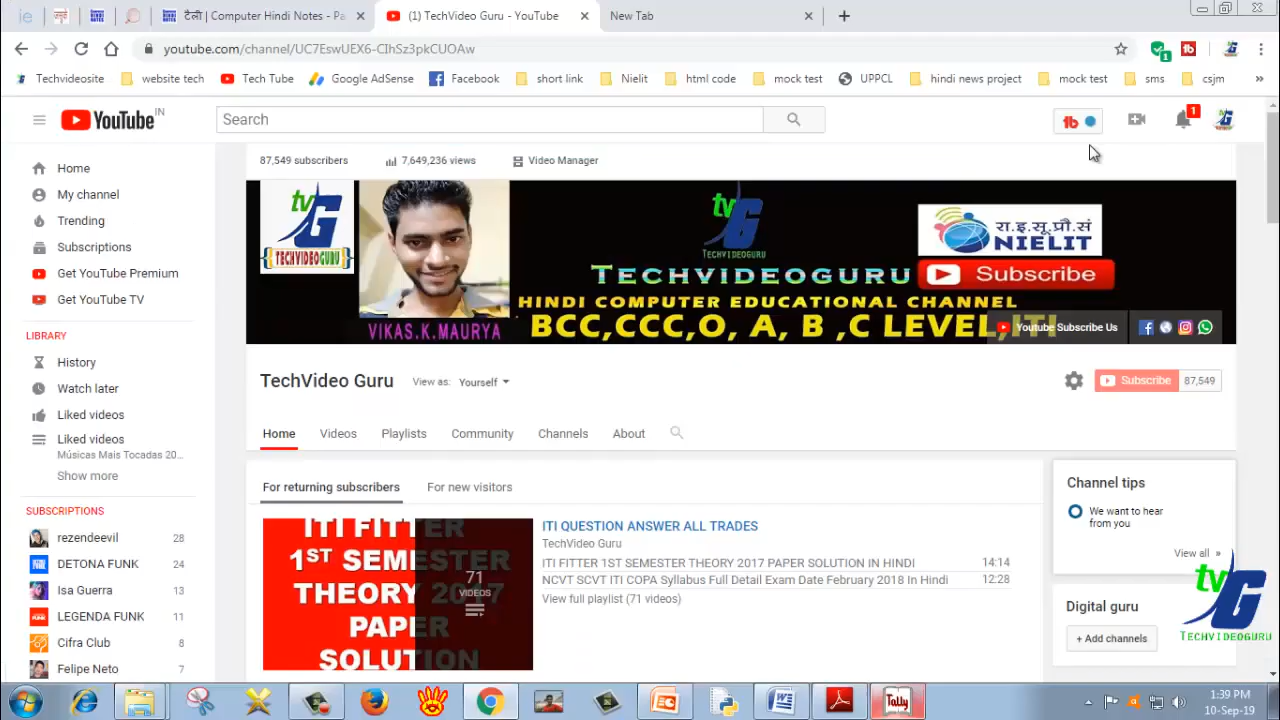 टेली | Computer Hindi Notes - Pa
(1) TechVideo Guru - YouTube
New Tab
youtube.com/channel/UC7EswUEX6-CIhSz3pkCUOAw
Techvideosite website tech Tech Tube Google AdSense Facebook short link Nielit html code mock test UPPCL hindi news project mock test sms csjm
YouTube IN
Search
1
87,549 subscribers 7,649,236 views Video Manager
Home
My channel
Trending
Subscriptions
Get YouTube Premium
Get YouTube TV
LIBRARY
History
Watch later
Liked videos
Liked videos
Músicas Mais Tocadas 20...
Show more
SUBSCRIPTIONS
rezendeevil 28
DETONA FUNK 24
Isa Guerra 13
LEGENDA FUNK 11
Cifra Club 8
Felipe Neto 7
tvG
{TECHVIDEOGURU}
VIKAS.K.MAURYA
tvG
TECHVIDEOGURU
TECHVIDEOGURU
रा.इ.सू.प्रौ.सं
NIELIT
Subscribe
HINDI COMPUTER EDUCATIONAL CHANNEL
BCC,CCC,O, A, B ,C LEVEL,ITI
Youtube Subscribe Us
TechVideo Guru View as: Yourself
Subscribe 87,549
Home Videos Playlists Community Channels About
For returning subscribers For new visitors
ITI FITTER
1ST SEMESTER
THEORY 2017
PAPER
SOLUTION
71
VIDEOS
ITI QUESTION ANSWER ALL TRADES
TechVideo Guru
ITI FITTER 1ST SEMESTER THEORY 2017 PAPER SOLUTION IN HINDI 14:14
NCVT SCVT ITI COPA Syllabus Full Detail Exam Date February 2018 In Hindi 12:28
View full playlist (71 videos)
Channel tips
We want to hear
from you
View all »
Digital guru
+ Add channels
tvG
TECHVIDEOGURU
Tally
1:39 PM
10-Sep-19